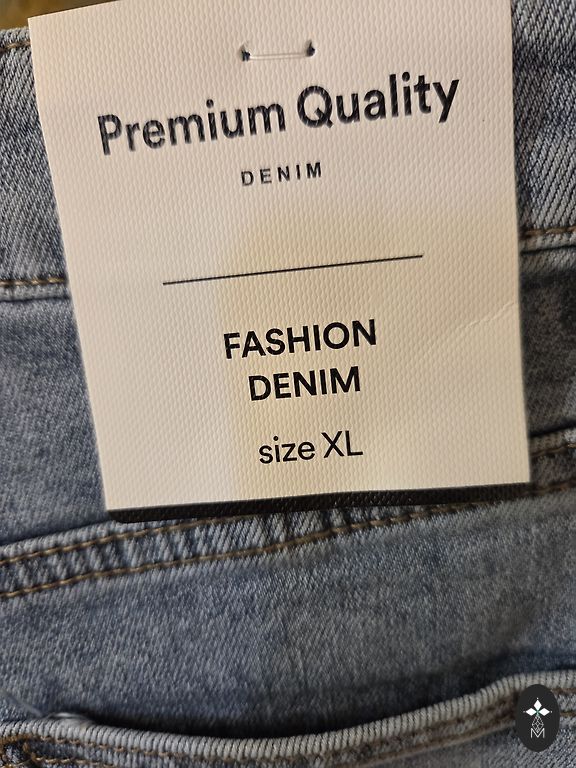 Premium Quality
DENIM
FASHION
DENIM
size XL
M